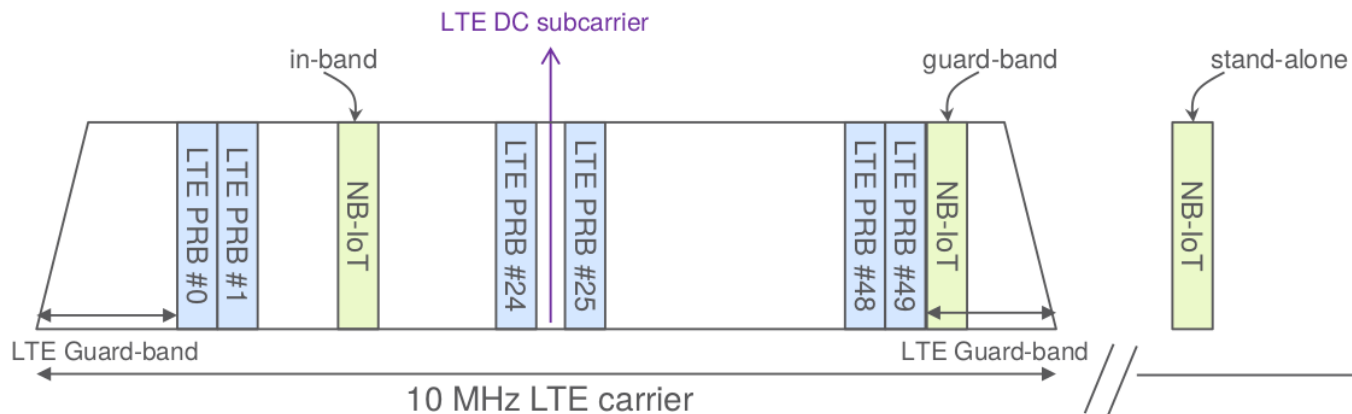 LTE DC subcarrier
in-band
guard-band
stand-alone
LTE PRB #0
LTE PRB #1
NB-IoT
LTE PRB #24
LTE PRB #25
LTE PRB #48
LTE PRB #49
NB-IoT
NB-IoT
LTE Guard-band
LTE Guard-band
10 MHz LTE carrier